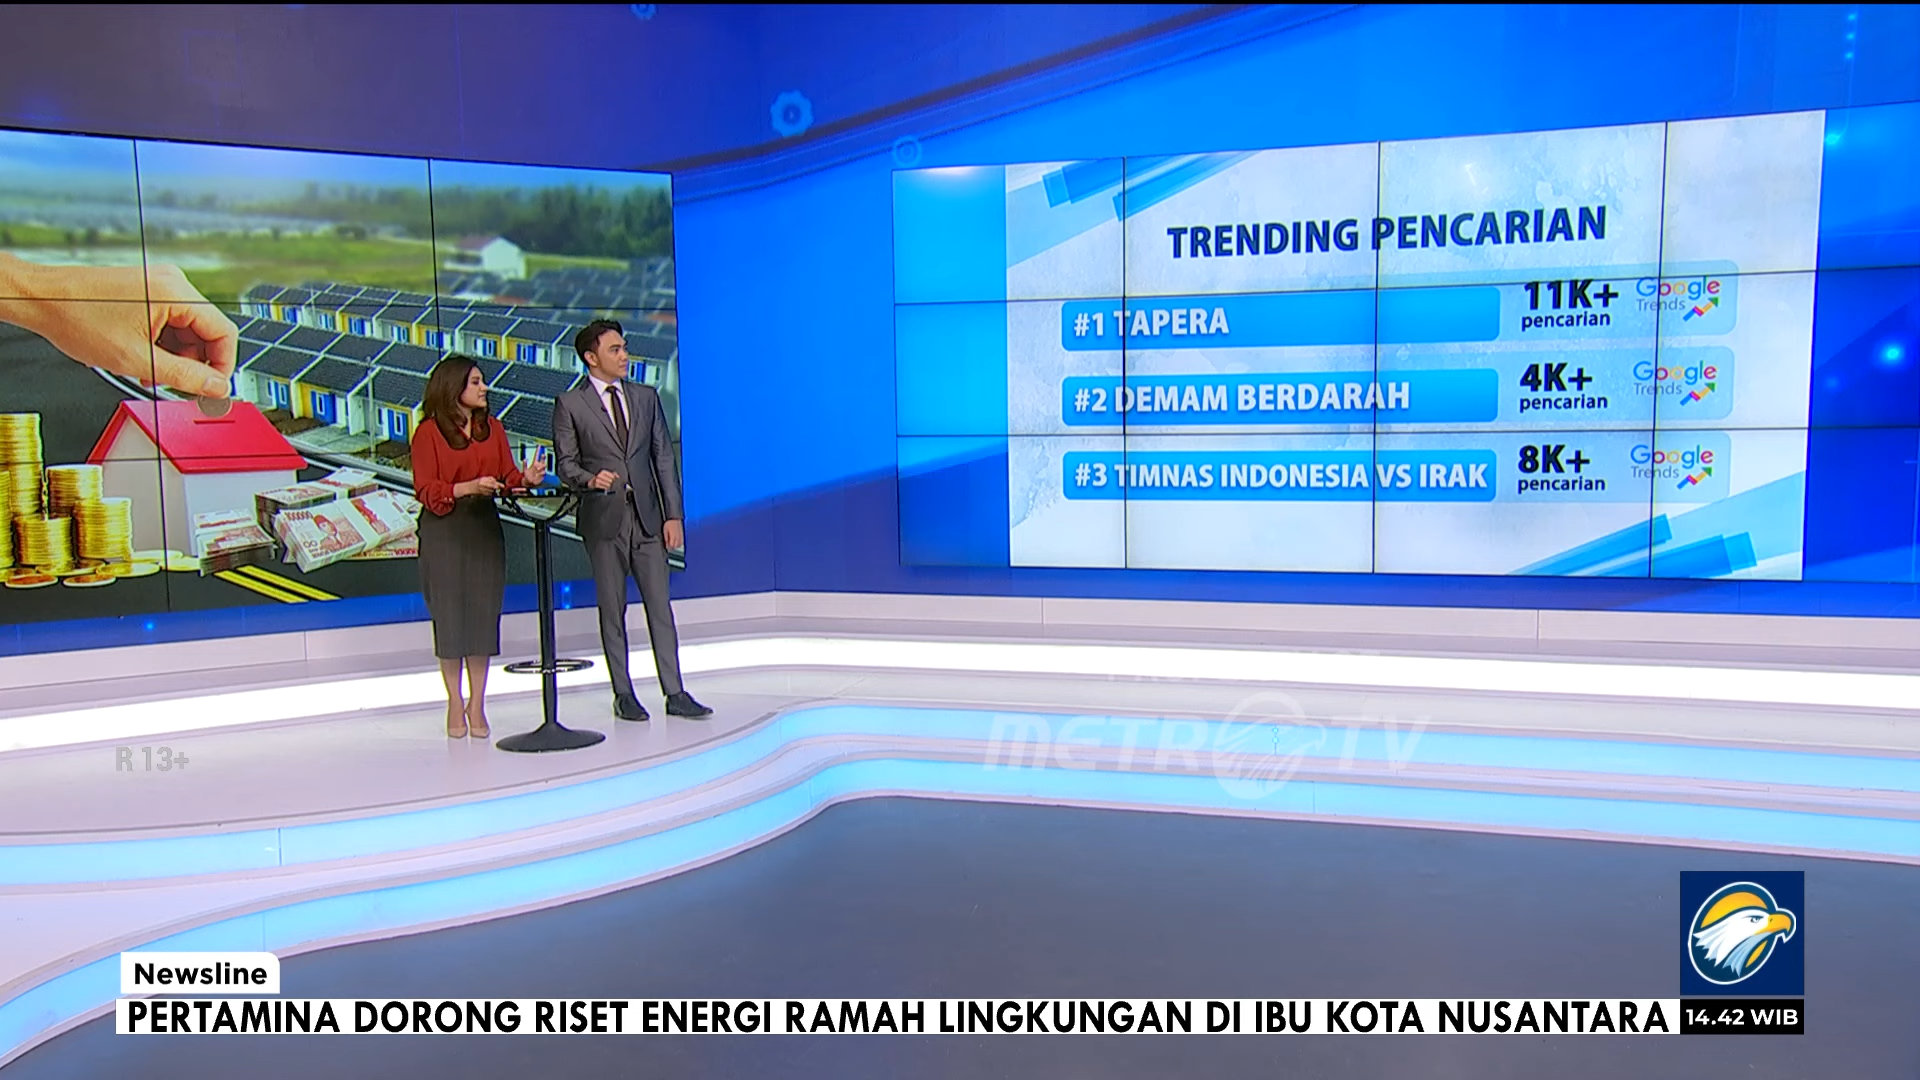 TRENDING PENCARIAN
#1 TAPERA
11K+
pencarian
Google
Trends
#2 DEMAM BERDARAH
4K+
pencarian
Google
Trends
#3 TIMNAS INDONESIA VS IRAK
8K+
pencarian
Google
Trends
100000
METRO TV
R 13+
Newsline
PERTAMINA DORONG RISET ENERGI RAMAH LINGKUNGAN DI IBU KOTA NUSANTARA
14.42 WIB